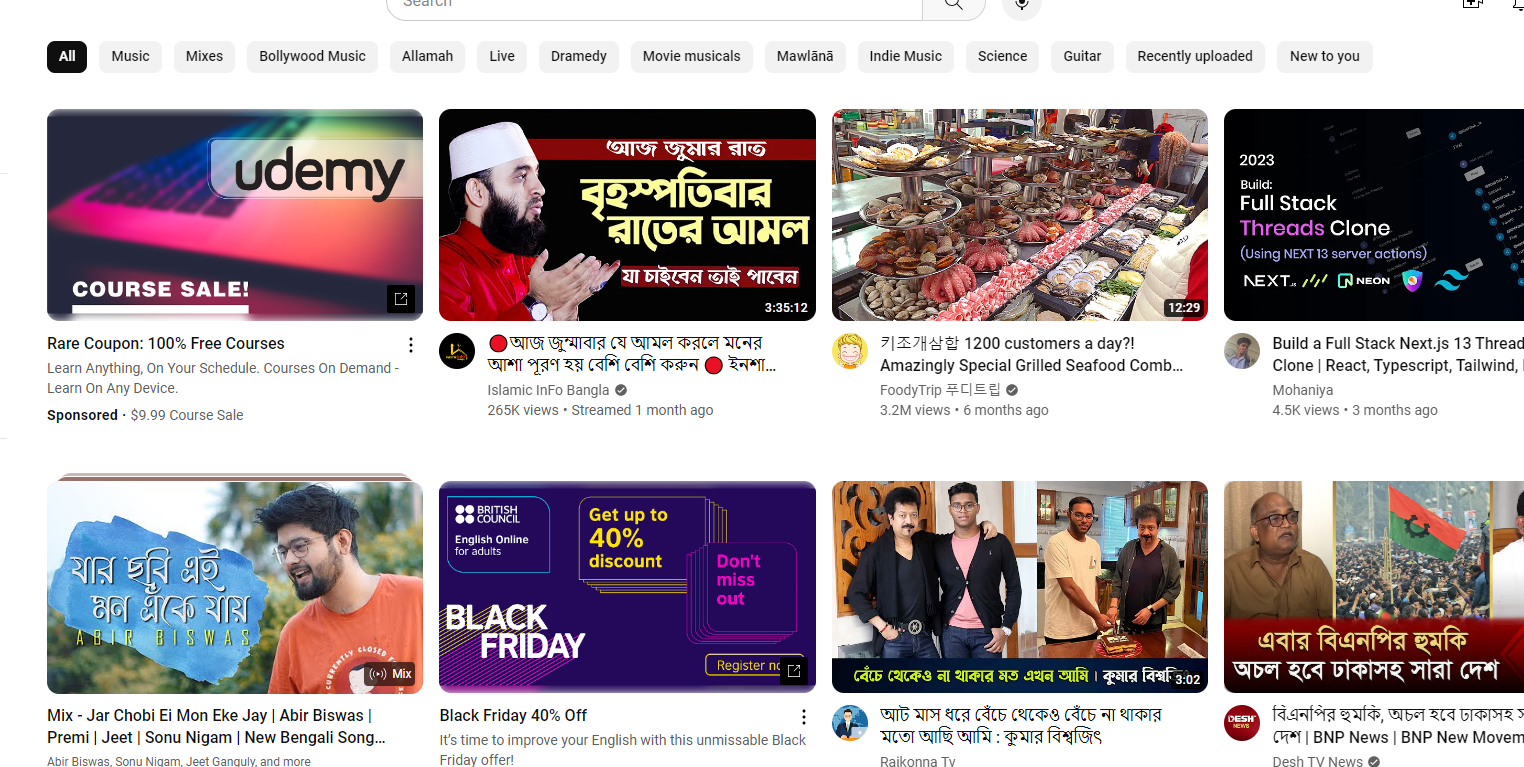 Search
All
Music
Mixes
Bollywood Music
Allamah
Live
Dramedy
Movie musicals
Mawlānā
Indie Music
Science
Guitar
Recently uploaded
New to you
udemy
COURSE SALE!
Rare Coupon: 100% Free Courses
Learn Anything, On Your Schedule. Courses On Demand -
Learn On Any Device.
Sponsored · $9.99 Course Sale
আজ জুমার রাত
বৃহস্পতিবার
রাতের আমল
যা চাইবেন তাই পাবেন
3:35:12
আজ জুম্মাবার যে আমল করলে মনের
আশা পূরণ হয় বেশি বেশি করুন 🔴 ইনশা...
Islamic InFo Bangla
265K views • Streamed 1 month ago
12:29
키조개삼합 1200 customers a day?!
Amazingly Special Grilled Seafood Comb...
FoodyTrip 푸디트립
3.2M views • 6 months ago
2023
Build:
Full Stack
Threads Clone
(Using NEXT 13 server actions)
NEXT.JS
NEON
Build a Full Stack Next.js 13 Thread
Clone | React, Typescript, Tailwind,
Mohaniya
4.5K views • 3 months ago
যার ছবি এই
মন এঁকে যায়
ABIR BISWAS
CURRENTLY CLOSED
Mix
Mix - Jar Chobi Ei Mon Eke Jay | Abir Biswas |
Premi | Jeet | Sonu Nigam | New Bengali Song...
Abir Biswas, Sonu Nigam, Jeet Ganguly, and more
BRITISH
COUNCIL
English Online
for adults
Get up to
40%
discount
Don't
miss
out
BLACK
FRIDAY
Register
Black Friday 40% Off
It's time to improve your English with this unmissable Black
Friday offer!
বেঁচে থেকেও না থাকার মত এখন আমি । কুমার
3:02
আট মাস ধরে বেঁচে থেকেও বেঁচে না থাকার
মতো আছি আমি : কুমার বিশ্বজিৎ
Raikonna Tv
এবার বিএনপির হুমকি
অচল হবে ঢাকাসহ সারা দেশ
DESH
NEWS
বিএনপির হুমকি, অচল হবে ঢাকাসহ
দেশ | BNP News | BNP New Movem
Desh TV News